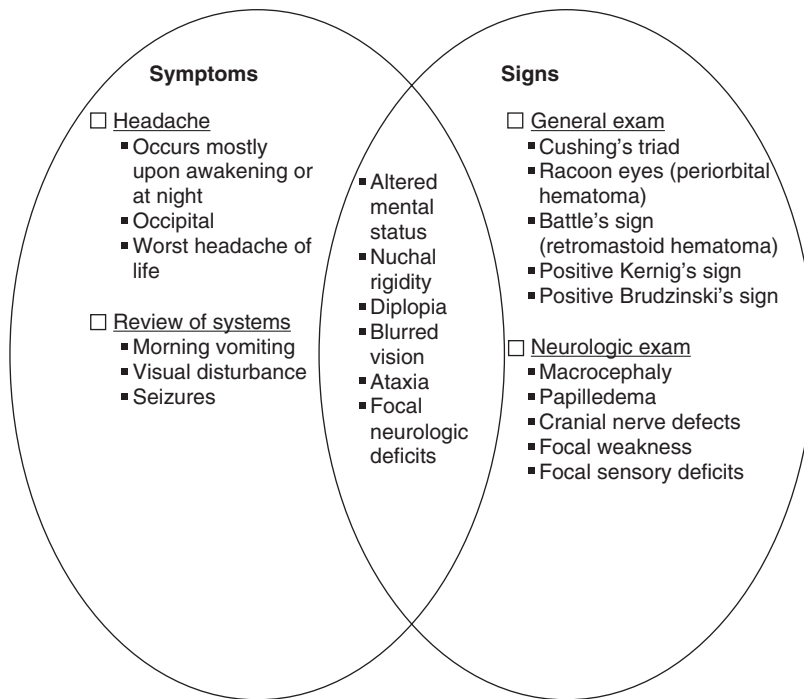 Symptoms
☐ Headache
▪ Occurs mostly
upon awakening or
at night
▪ Occipital
▪ Worst headache of
life
☐ Review of systems
▪ Morning vomiting
▪ Visual disturbance
▪ Seizures
▪ Altered
mental
status
▪ Nuchal
rigidity
▪ Diplopia
▪ Blurred
vision
▪ Ataxia
▪ Focal
neurologic
deficits
Signs
☐ General exam
▪ Cushing's triad
▪ Racoon eyes (periorbital
hematoma)
▪ Battle's sign
(retromastoid hematoma)
▪ Positive Kernig's sign
▪ Positive Brudzinski's sign
☐ Neurologic exam
▪ Macrocephaly
▪ Papilledema
▪ Cranial nerve defects
▪ Focal weakness
▪ Focal sensory deficits